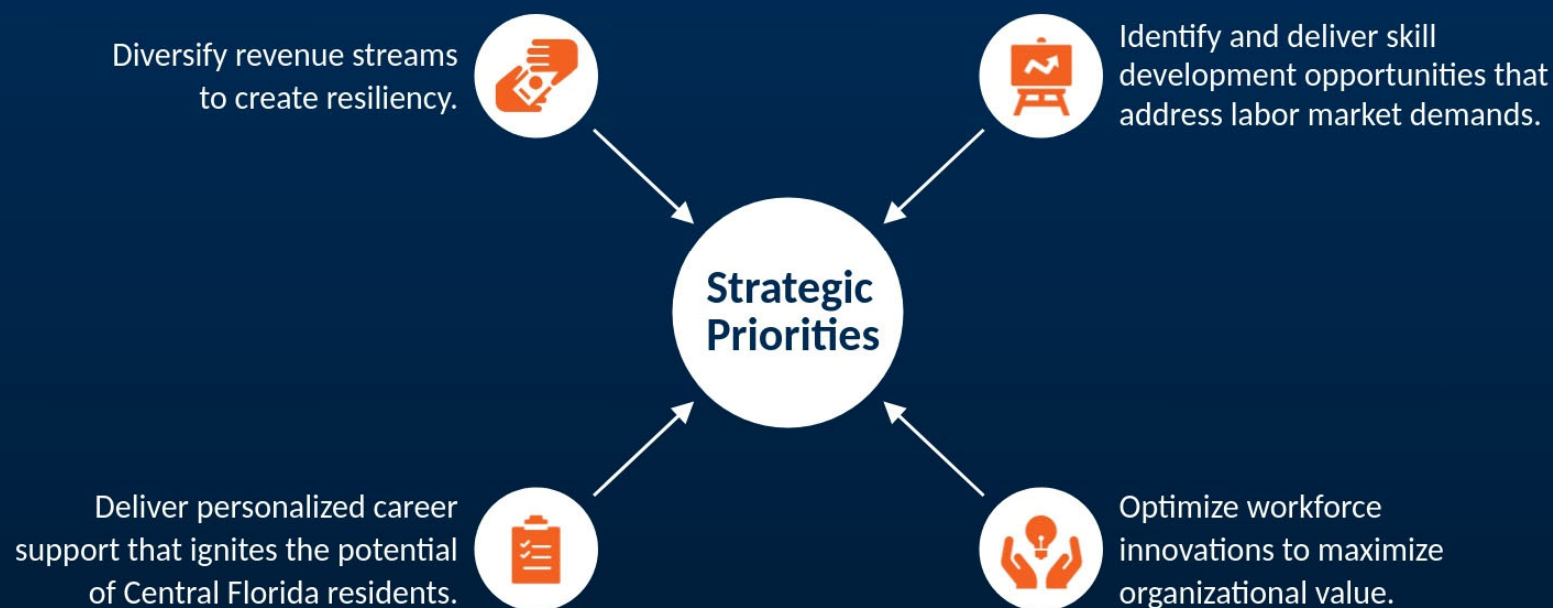 Diversify revenue streams
to create resiliency.
Identify and deliver skill
development opportunities that
address labor market demands.
Strategic
Priorities
Deliver personalized career
support that ignites the potential
of Central Florida residents.
Optimize workforce
innovations to maximize
organizational value.